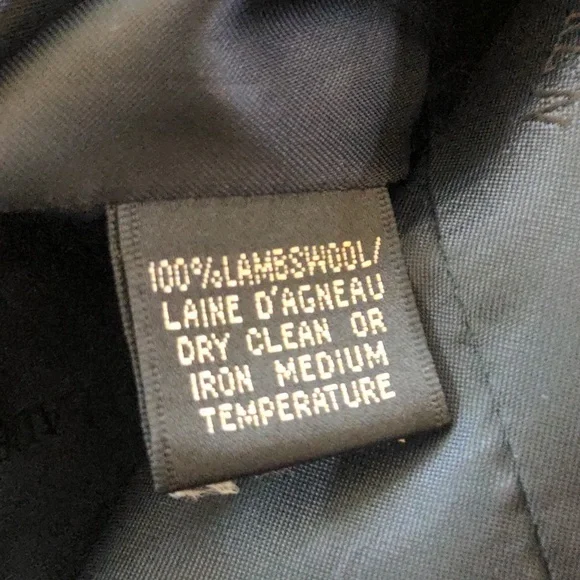 100%LAMBSWOOL/
LAINE D'AGNEAU
DRY CLEAN OR
IRON MEDIUM
TEMPERATURE